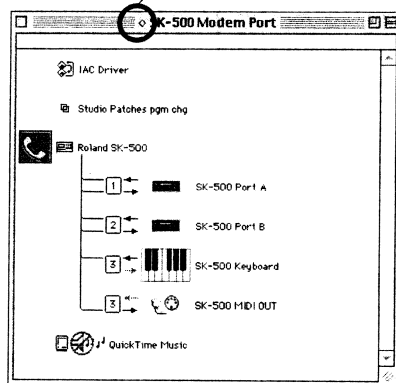 SK-500 Modem Port
IAC Driver
Studio Patches pgm chg
Roland SK-500
1 SK-500 Port A
2 SK-500 Port B
3 SK-500 Keyboard
3 SK-500 MIDI OUT
QuickTime Music